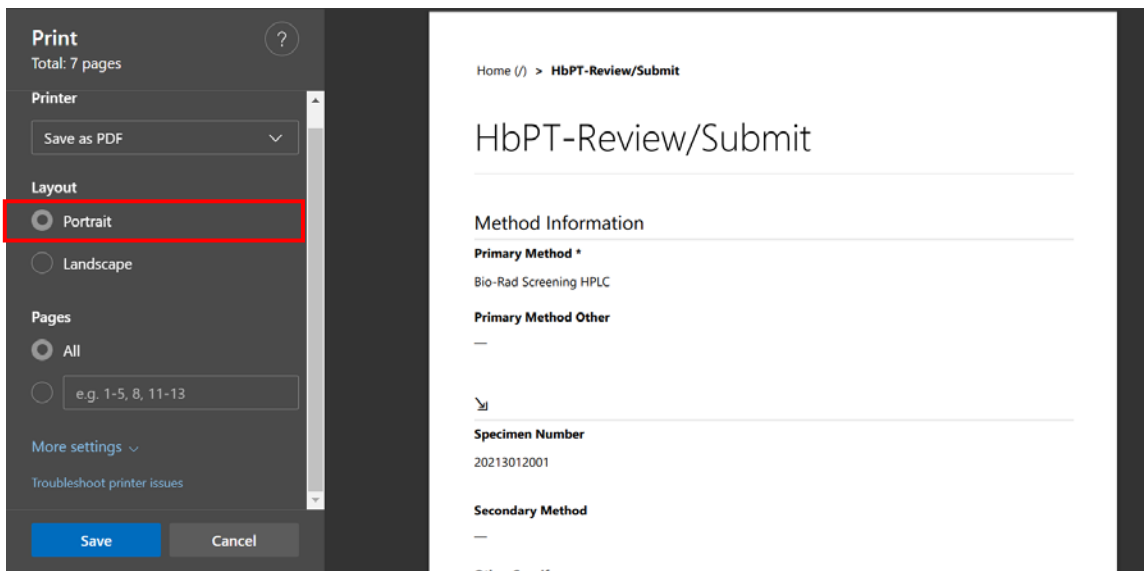 Print
?
Total: 7 pages
Printer
Save as PDF
Layout
Portrait
Landscape
Pages
All
e.g. 1-5, 8, 11-13
More settings
Troubleshoot printer issues
Save
Cancel
Home (/) > HbPT-Review/Submit
HbPT-Review/Submit
Method Information
Primary Method *
Bio-Rad Screening HPLC
Primary Method Other
—
Specimen Number
20213012001
Secondary Method
—